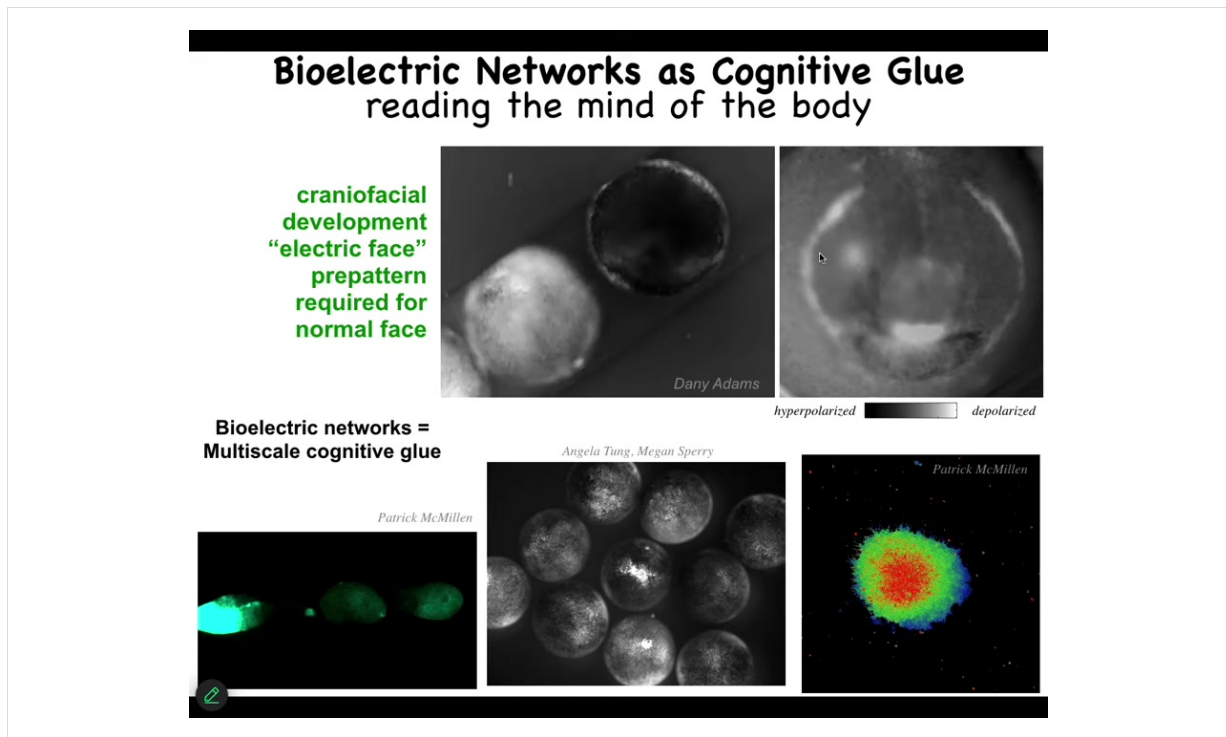 Bioelectric Networks as Cognitive Glue
reading the mind of the body
craniofacial
development
“electric face”
prepattern
required for
normal face
Dany Adams
hyperpolarized
depolarized
Bioelectric networks =
Multiscale cognitive glue
Patrick McMillen
Angela Tung, Megan Sperry
Patrick McMillen